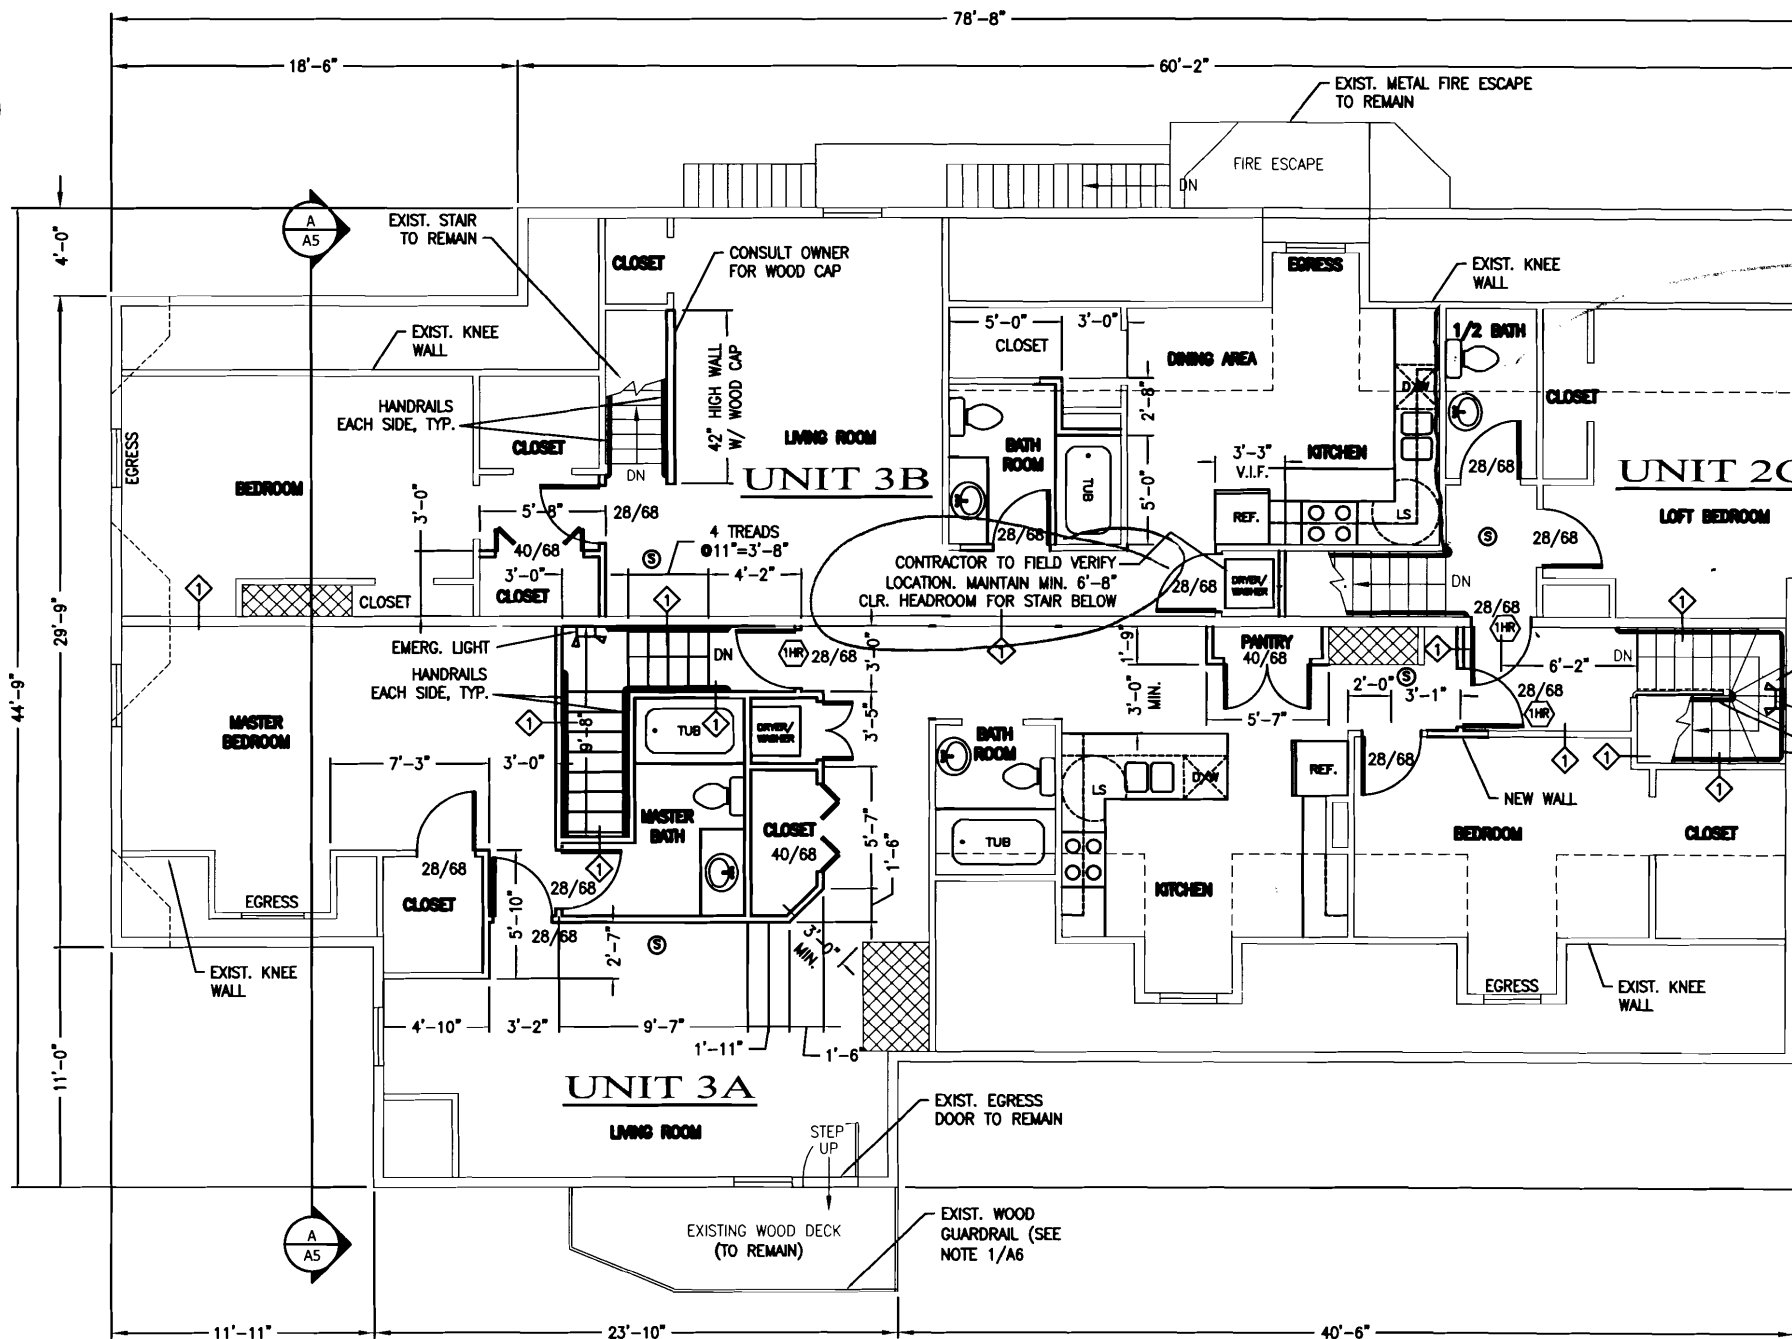 78'-8"
18'-6"
60'-2"
EXIST. METAL FIRE ESCAPE
TO REMAIN
FIRE ESCAPE
DN
4'-0"
A
A5
EXIST. STAIR
TO REMAIN
CLOSET
CONSULT OWNER
FOR WOOD CAP
EGRESS
EXIST. KNEE
WALL
EXIST. KNEE
WALL
5'-0"
3'-0"
CLOSET
DINING AREA
1/2 BATH
42" HIGH WALL
W/ WOOD CAP
2'-8"
D/W
CLOSET
HANDRAILS
EACH SIDE, TYP.
CLOSET
LIVING ROOM
BATH
ROOM
3'-3"
V.I.F.
KITCHEN
28/68
EGRESS
BEDROOM
DN
UNIT 3B
TUB
5'-0"
UNIT 2C
LOFT BEDROOM
3'-0"
5'-8"
28/68
REF.
LS
S
28/68
40/68
4 TREADS
@11"=3'-8"
S
28/68
3'-0"
4'-2"
CONTRACTOR TO FIELD VERIFY
LOCATION. MAINTAIN MIN. 6'-8"
CLR. HEADROOM FOR STAIR BELOW
28/68
DRYER/
WASHER
DN
1
CLOSET
CLOSET
1
1
28/68
1HR
29'-9"
44'-9"
EMERG. LIGHT
DN
1HR
28/68
3'-0"
1
1'-9"
PANTRY
40/68
1
6'-2"
DN
HANDRAILS
EACH SIDE, TYP.
3'-0"
MIN.
S
2'-0"
3'-1"
28/68
1HR
MASTER
BEDROOM
1
9'-8"
TUB
1
DRYER/
WASHER
3'-5"
5'-7"
BATH
ROOM
7'-3"
3'-0"
LS
D/W
REF.
28/68
1
1
NEW WALL
1
MASTER
BATH
CLOSET
40/68
5'-7"
1'-6"
TUB
BEDROOM
CLOSET
28/68
1
28/68
KITCHEN
EGRESS
CLOSET
5'-10"
28/68
2'-7"
S
3'-0"
MIN.
EXIST. KNEE
WALL
EGRESS
EXIST. KNEE
WALL
4'-10"
3'-2"
9'-7"
1'-11"
1'-6"
11'-0"
UNIT 3A
LIVING ROOM
STEP
UP
EXIST. EGRESS
DOOR TO REMAIN
A
A5
EXISTING WOOD DECK
(TO REMAIN)
EXIST. WOOD
GUARDRAIL (SEE
NOTE 1/A6
11'-11"
23'-10"
40'-6"